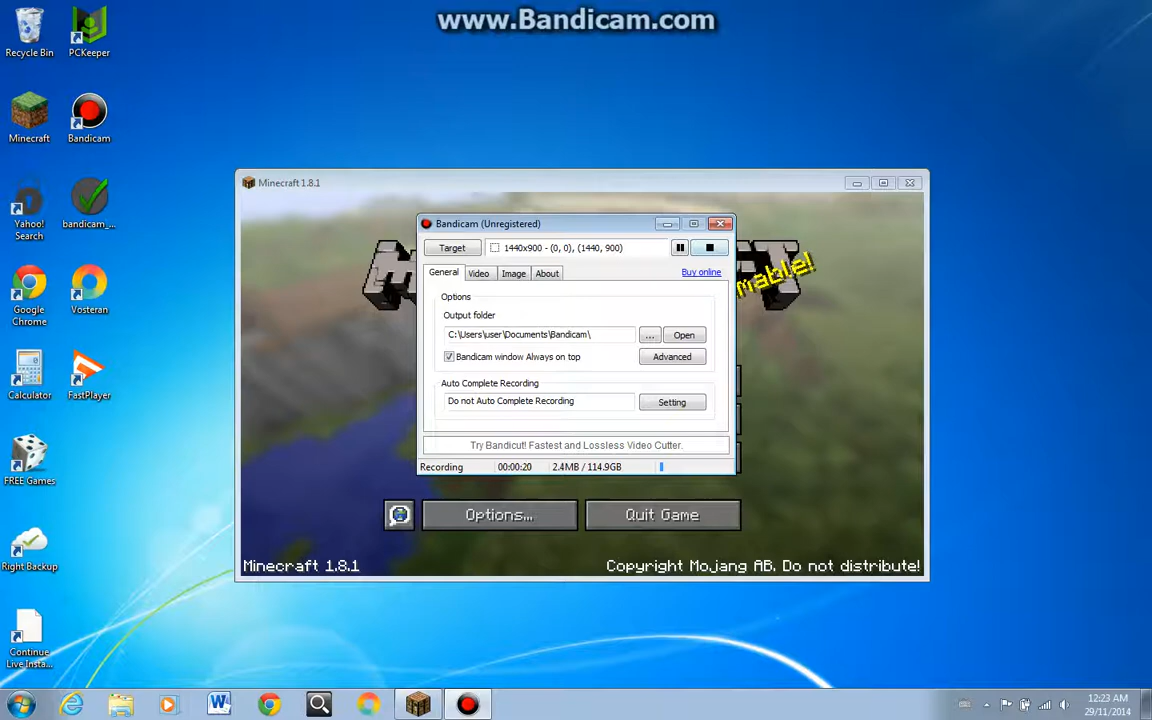 www.Bandicam.com
Recycle Bin
PCKeeper
Minecraft
Bandicam
Yahoo! Search
bandicam_...
Google Chrome
Vosteran
Calculator
FastPlayer
FREE Games
Right Backup
Continue Live Insta...
Minecraft 1.8.1
Bandicam (Unregistered)
Target
1440x900 - (0, 0), (1440, 900)
General
Video
Image
About
Buy online
mable!
Options
Output folder
C:\Users\user\Documents\Bandicam\
...
Open
Bandicam window Always on top
Advanced
Auto Complete Recording
Do not Auto Complete Recording
Setting
Try Bandicut! Fastest and Lossless Video Cutter.
Recording
00:00:20
2.4MB / 114.9GB
Options...
Quit Game
Minecraft 1.8.1
Copyright Mojang AB. Do not distribute!
12:23 AM
29/11/2014